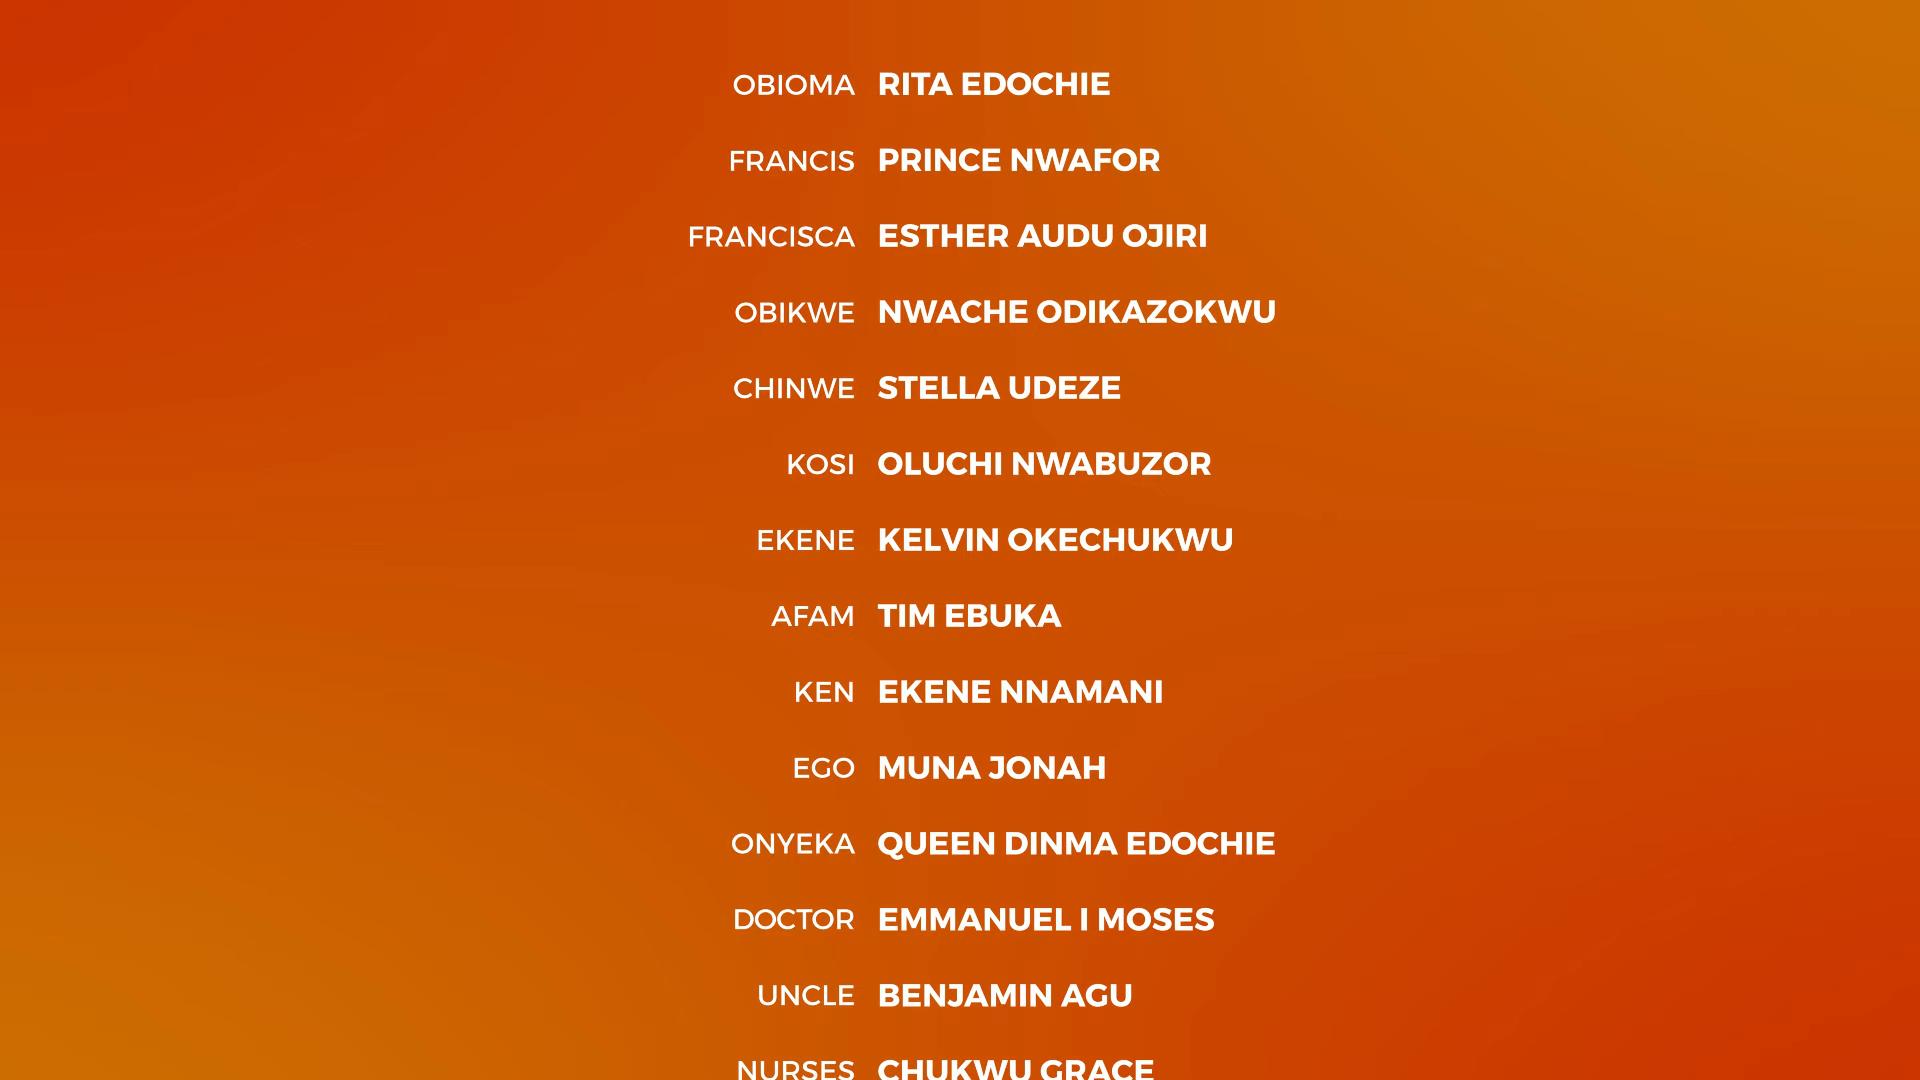 OBIOMA RITA EDOCHIE
FRANCIS PRINCE NWAFOR
FRANCISCA ESTHER AUDU OJIRI
OBIKWE NWACHE ODIKAZOKWU
CHINWE STELLA UDEZE
KOSI OLUCHI NWABUZOR
EKENE KELVIN OKECHUKWU
AFAM TIM EBUKA
KEN EKENE NNAMANI
EGO MUNA JONAH
ONYEKA QUEEN DINMA EDOCHIE
DOCTOR EMMANUEL I MOSES
UNCLE BENJAMIN AGU
NURSES CHUKWU GRACE